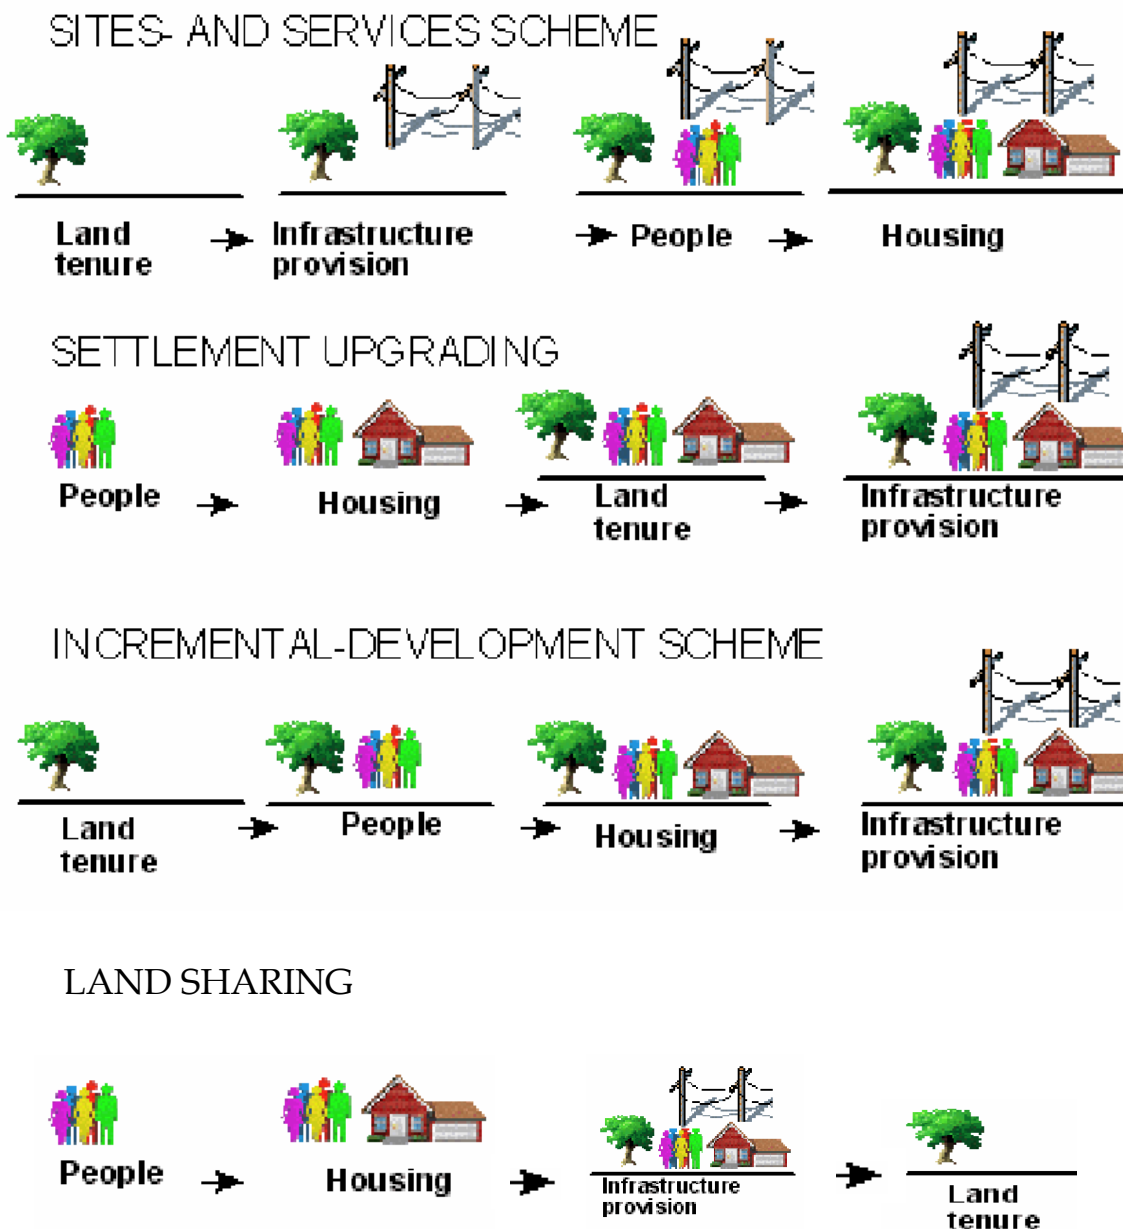 SITES- AND SERVICES SCHEME
Land
tenure
Infrastructure
provision
People
Housing
SETTLEMENT UPGRADING
People
Housing
Land
tenure
Infrastructure
provision
INCREMENTAL-DEVELOPMENT SCHEME
Land
tenure
People
Housing
Infrastructure
provision
LAND SHARING
People
Housing
Infrastructure
provision
Land
tenure